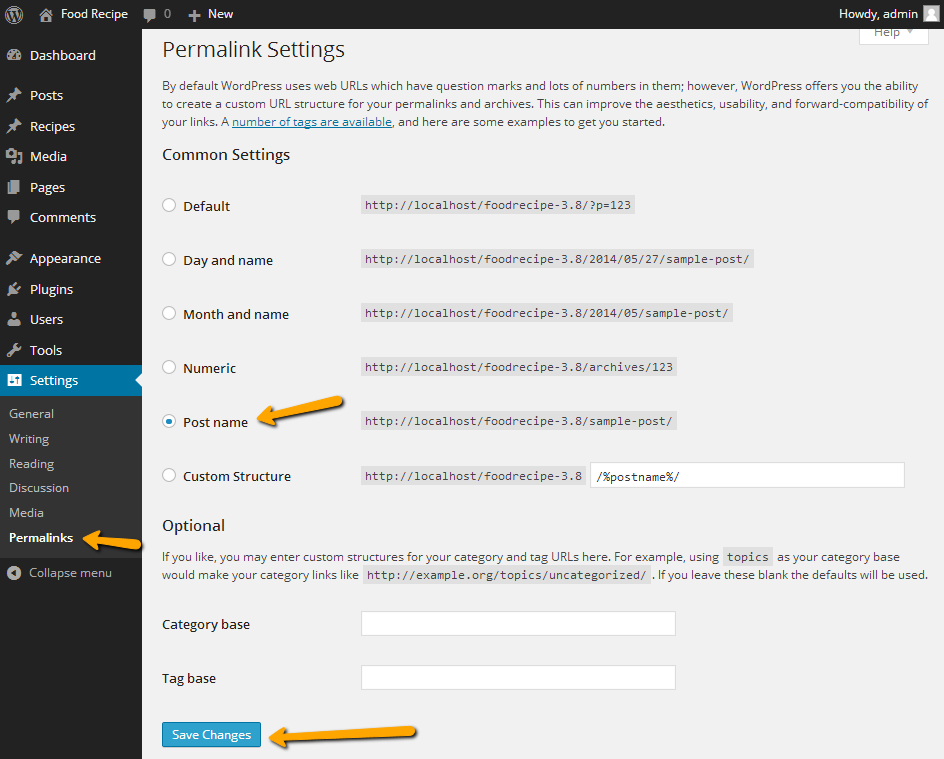 Food Recipe 0 New Howdy, admin
Help
Dashboard
Posts
Recipes
Media
Pages
Comments
Appearance
Plugins
Users
Tools
Settings
General
Writing
Reading
Discussion
Media
Permalinks
Collapse menu
Permalink Settings
By default WordPress uses web URLs which have question marks and lots of numbers in them; however, WordPress offers you the ability
to create a custom URL structure for your permalinks and archives. This can improve the aesthetics, usability, and forward-compatibility of
your links. A number of tags are available, and here are some examples to get you started.
Common Settings
Default http://localhost/foodrecipe-3.8/?p=123
Day and name http://localhost/foodrecipe-3.8/2014/05/27/sample-post/
Month and name http://localhost/foodrecipe-3.8/2014/05/sample-post/
Numeric http://localhost/foodrecipe-3.8/archives/123
Post name http://localhost/foodrecipe-3.8/sample-post/
Custom Structure http://localhost/foodrecipe-3.8 /%postname%/
Optional
If you like, you may enter custom structures for your category and tag URLs here. For example, using topics as your category base
would make your category links like http://example.org/topics/uncategorized/ . If you leave these blank the defaults will be used.
Category base
Tag base
Save Changes